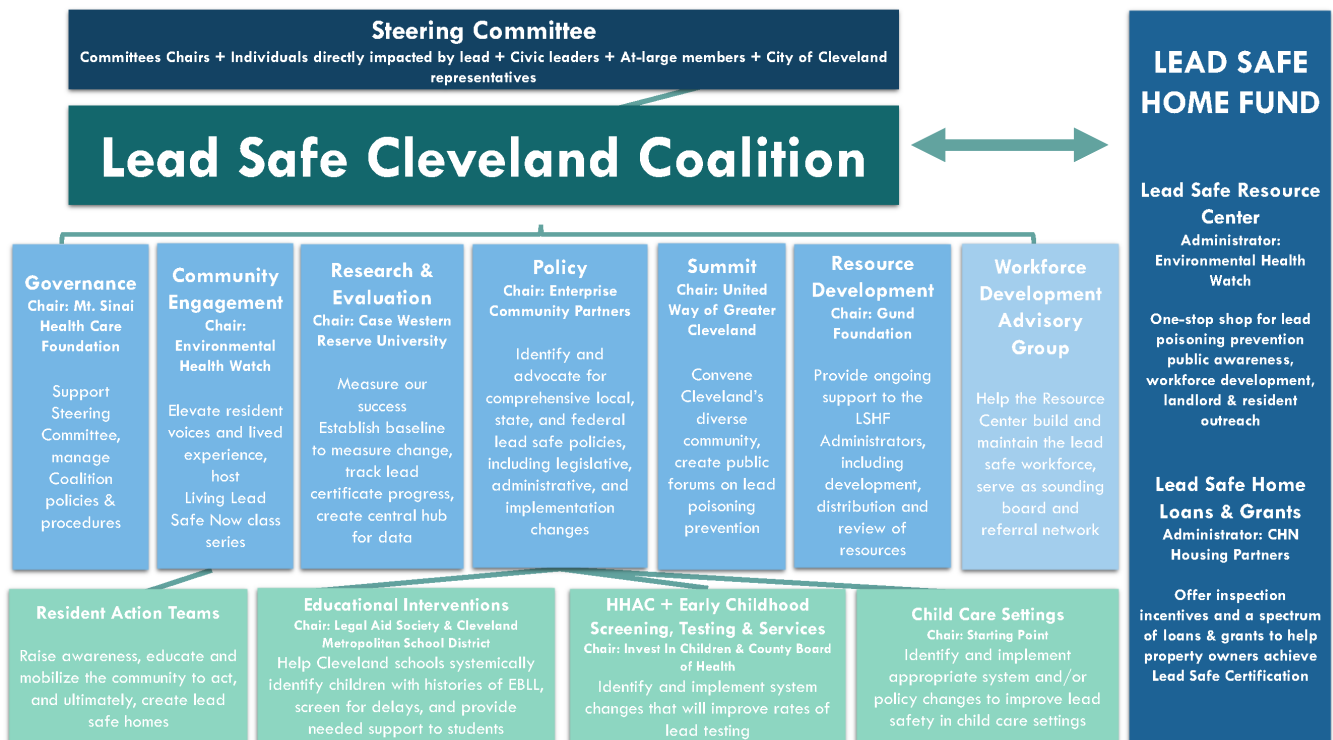 Steering Committee
Committees Chairs + Individuals directly impacted by lead + Civic leaders + At-large members + City of Cleveland
representatives
Lead Safe Cleveland Coalition
Governance
Chair: Mt. Sinai
Health Care
Foundation
Support
Steering
Committee,
manage
Coalition
policies &
procedures
Community
Engagement
Chair:
Environmental
Health Watch
Elevate resident
voices and lived
experience,
host
Living Lead
Safe Now class
series
Research &
Evaluation
Chair: Case Western
Reserve University
Measure our
success
Establish baseline
to measure change,
track lead
certificate progress,
create central hub
for data
Policy
Chair: Enterprise
Community Partners
Identify and
advocate for
comprehensive local,
state, and federal
lead safe policies,
including legislative,
administrative, and
implementation
changes
Summit
Chair: United
Way of Greater
Cleveland
Convene
Cleveland's
diverse
community,
create public
forums on lead
poisoning
prevention
Resource
Development
Chair: Gund
Foundation
Provide ongoing
support to the
LSHF
Administrators,
including
development,
distribution and
review of
resources
Workforce
Development
Advisory
Group
Help the Resource
Center build and
maintain the lead
safe workforce,
serve as sounding
board and
referral network
Resident Action Teams
Raise awareness, educate and
mobilize the community to act,
and ultimately, create lead
safe homes
Educational Interventions
Chair: Legal Aid Society & Cleveland
Metropolitan School District
Help Cleveland schools systemically
identify children with histories of EBLL,
screen for delays, and provide
needed support to students
HHAC + Early Childhood
Screening, Testing & Services
Chair: Invest In Children & County Board
of Health
Identify and implement system
changes that will improve rates of
lead testing
Child Care Settings
Chair: Starting Point
Identify and implement
appropriate system and/or
policy changes to improve lead
safety in child care settings
LEAD SAFE
HOME FUND
Lead Safe Resource
Center
Administrator:
Environmental Health
Watch
One-stop shop for lead
poisoning prevention
public awareness,
workforce development,
landlord & resident
outreach
Lead Safe Home
Loans & Grants
Administrator: CHN
Housing Partners
Offer inspection
incentives and a spectrum
of loans & grants to help
property owners achieve
Lead Safe Certification